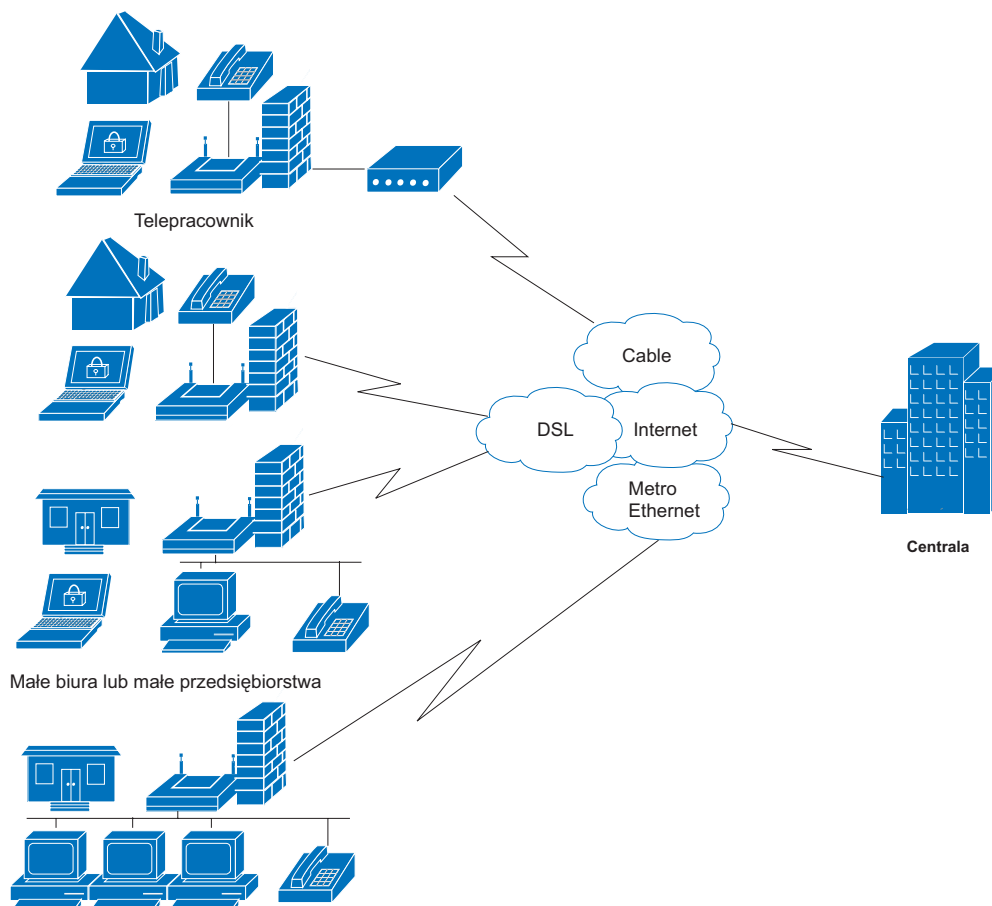 Telepracownik
Cable
DSL
Internet
Metro
Ethernet
Centrala
Małe biura lub małe przedsiębiorstwa